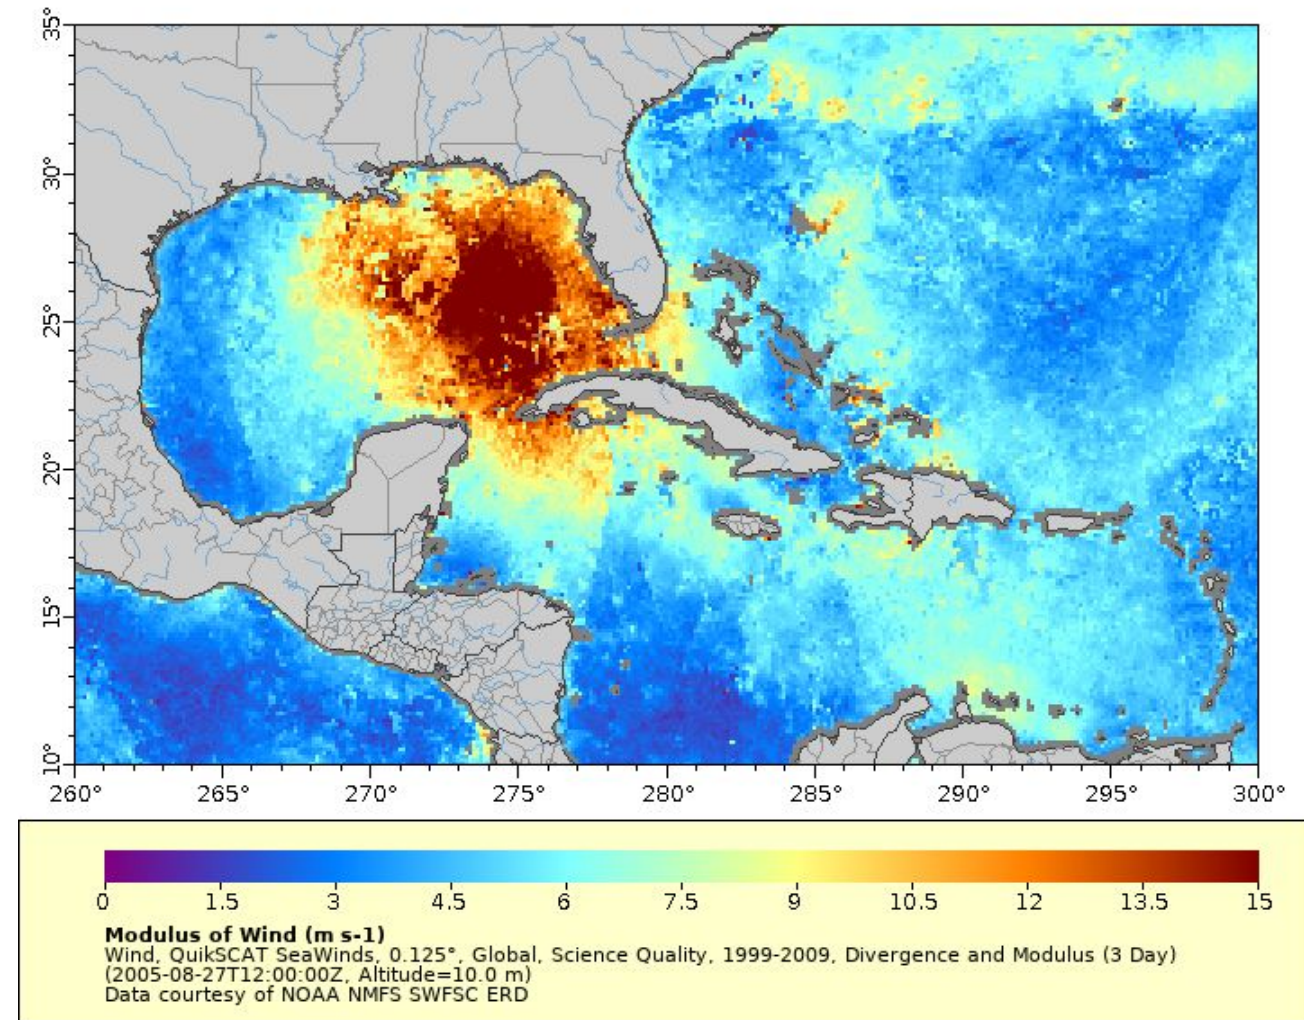 35°
30°
25°
20°
15°
10°
260° 265° 270° 275° 280° 285° 290° 295° 300°
0 1.5 3 4.5 6 7.5 9 10.5 12 13.5 15
Modulus of Wind (m s-1)
Wind, QuikSCAT SeaWinds, 0.125°, Global, Science Quality, 1999-2009, Divergence and Modulus (3 Day)
(2005-08-27T12:00:00Z, Altitude=10.0 m)
Data courtesy of NOAA NMFS SWFSC ERD